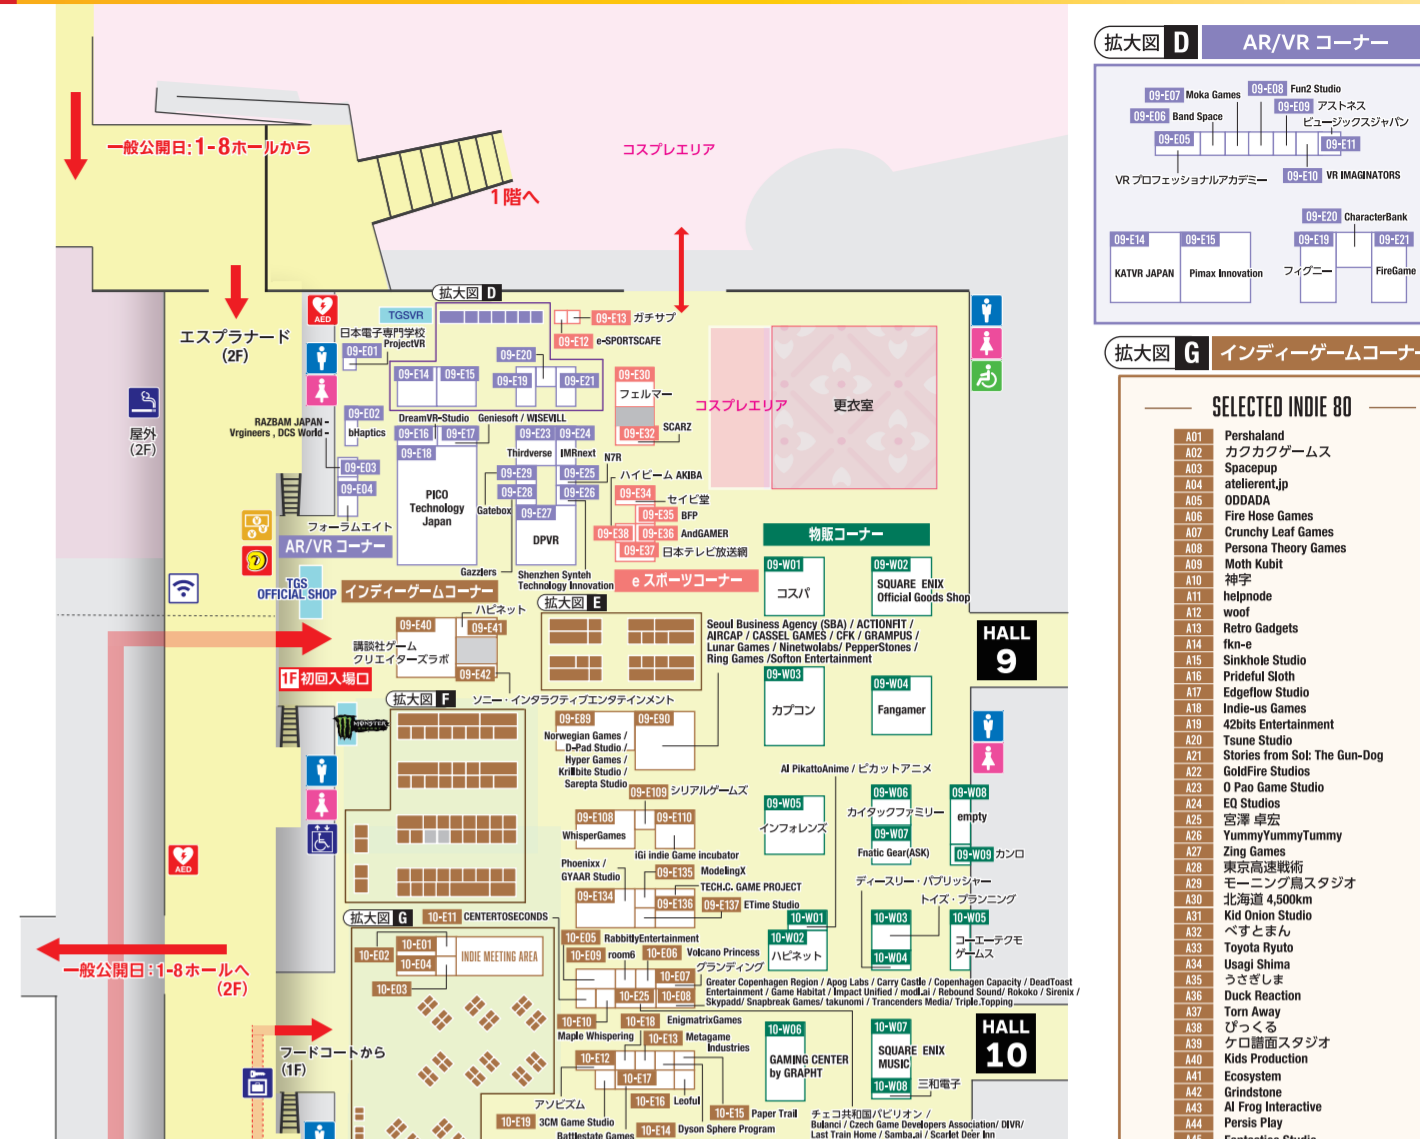 一般公開日:1-8ホールから
1階へ
コスプレエリア
エスプラナード
(2F)
屋外
(2F)
AED
TGSVR
日本電子専門学校
ProjectVR
09-E01
拡大図 D
09-E13 ガチサブ
09-E12 e-SPORTSCAFE
09-E20
09-E14
09-E15
09-E19
09-E21
09-E30
フェルマー
09-E32
SCARZ
コスプレエリア
更衣室
RAZBAM JAPAN -
Vrgineers , DCS World -
09-E02
bHaptics
09-E03
09-E04
フォーラムエイト
DreamVR-Studio
Geniesoft / WISEVILL
09-E16
09-E17
09-E18
PICO
Technology
Japan
09-E23
09-E24
Thirdverse
IMRnext
N7R
09-E29
09-E25
09-E28
09-E26
Gatebox
09-E27
DPVR
Gazzlers
Shenzhen Synteh
Technology Innovation
ハイビーム AKIBA
09-E34
セイビ堂
09-E35 BFP
09-E38
09-E36 AndGAMER
09-E37 日本テレビ放送網
AR/VR コーナー
eスポーツコーナー
物販コーナー
09-W01
コスパ
09-W02
SQUARE ENIX
Official Goods Shop
TGS
OFFICIAL SHOP
インディーゲームコーナー
拡大図 E
ハピネット
09-E40
09-E41
講談社ゲーム
クリエイターズラボ
09-E42
ソニー・インタラクティブエンタテインメント
1F初回入場口
Seoul Business Agency (SBA) / ACTIONFIT /
AIRCAP / CASSEL GAMES / CFK / GRAMPUS /
Lunar Games / Ninetwolabs/ PepperStones /
Ring Games /Softon Entertainment
HALL
9
09-W03
カプコン
09-W04
Fangamer
拡大図 F
MONSTER
09-E89
09-E90
Norwegian Games /
D-Pad Studio /
Hyper Games /
Krillbite Studio /
Sarepta Studio
AI PikattoAnime / ピカットアニメ
09-E109 シリアルゲームズ
09-E108
09-E110
WhisperGames
iGi indie Game incubator
09-W05
インフォレンズ
09-W06
カイタックファミリー
09-W07
Fnatic Gear(ASK)
09-W08
empty
09-W09 カンロ
Phoenixx /
GYAAR Studio
09-E135 ModelingX
09-E134
TECH.C. GAME PROJECT
09-E136
09-E137 ETime Studio
ディースリー・パブリッシャー
トイズ・プランニング
AED
拡大図 G
10-E11 CENTERTOSECONDS
10-E01
10-E02
10-E04
10-E03
INDIE MEETING AREA
10-E05 RabbitlyEntertainment
10-E09 room6
10-E06 Volcano Princess
グランディング
10-E07
10-E25
10-E08
10-W01
10-W02
ハピネット
10-W03
10-W04
10-W05
コーエーテクモ
ゲームス
Greater Copenhagen Region / Apog Labs / Carry Castle / Copenhagen Capacity / DeadToast
Entertainment / Game Habitat / Impact Unified / modl.ai / Rebound Sound/ Rokoko / Sirenix /
Skypadd/ Snapbreak Games/ takunomi / Trancenders Media/ Triple.Topping
一般公開日:1-8ホールへ
(2F)
フードコートから
(1F)
10-E10
Maple Whispering
10-E18 EnigmatrixGames
10-E13 Metagame
Industries
10-E12
10-E17
10-E16 Leoful
アソビズム
10-E19 3CM Game Studio
Battlestate Games
10-E15 Paper Trail
10-E14 Dyson Sphere Program
10-W06
GAMING CENTER
by GRAPHT
10-W07
SQUARE ENIX
MUSIC
10-W08 三和電子
HALL
10
チェコ共和国パビリオン /
Bulanci / Czech Game Developers Association/ DIVR/
Last Train Home / Samba.ai / Scarlet Deer Inn
拡大図 D
AR/VR コーナー
09-E07 Moka Games
09-E08 Fun2 Studio
09-E06 Band Space
09-E09 アストネス
ビュージックスジャパン
09-E05
09-E11
VR プロフェッショナルアカデミー
09-E10 VR IMAGINATORS
09-E20 CharacterBank
09-E14
09-E15
09-E19
09-E21
KATVR JAPAN
Pimax Innovation
フィグニー
FireGame
拡大図 G
インディーゲームコーナー
SELECTED INDIE 80
A01 Pershaland
A02 カクカクゲームス
A03 Spacepup
A04 atelierent,jp
A05 ODDADA
A06 Fire Hose Games
A07 Crunchy Leaf Games
A08 Persona Theory Games
A09 Moth Kubit
A10 神字
A11 helpnode
A12 woof
A13 Retro Gadgets
A14 fkn-e
A15 Sinkhole Studio
A16 Prideful Sloth
A17 Edgeflow Studio
A18 Indie-us Games
A19 42bits Entertainment
A20 Tsune Studio
A21 Stories from Sol: The Gun-Dog
A22 GoldFire Studios
A23 O Pao Game Studio
A24 EQ Studios
A25 宮澤 卓宏
A26 YummyYummyTummy
A27 Zing Games
A28 東京高速戦術
A29 モーニング鳥スタジオ
A30 北海道 4,500km
A31 Kid Onion Studio
A32 べすとまん
A33 Toyota Ryuto
A34 Usagi Shima
A35 うさぎしま
A36 Duck Reaction
A37 Torn Away
A38 ぴっくる
A39 ケロ譜面スタジオ
A40 Kids Production
A41 Ecosystem
A42 Grindstone
A43 AI Frog Interactive
A44 Persis Play